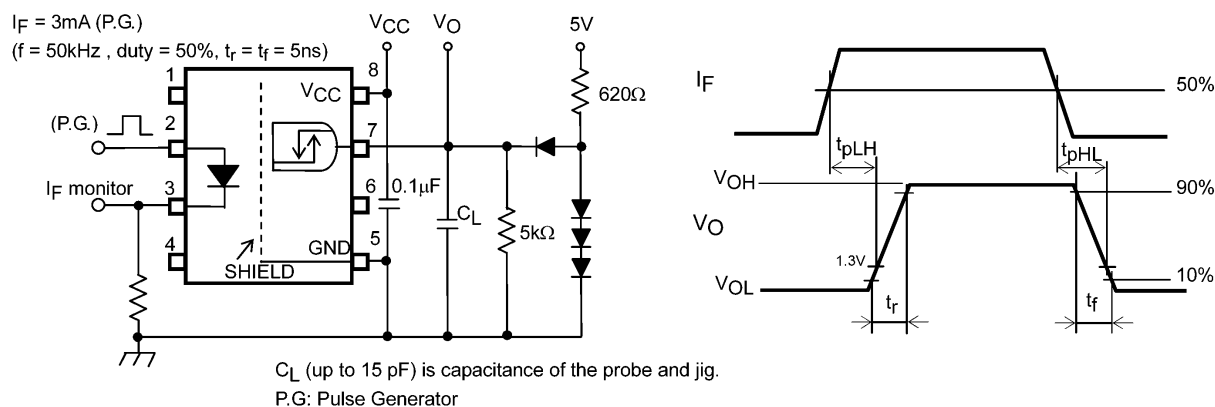 I_F = 3mA (P.G.)
(f = 50kHz , duty = 50%, t_r = t_f = 5ns)
V_CC
V_O
5V
1
8
V_CC
620Ω
(P.G.)
2
7
I_F monitor
3
6
0.1μF
C_L
5kΩ
4
GND
5
SHIELD
C_L (up to 15 pF) is capacitance of the probe and jig.
P.G: Pulse Generator
I_F
50%
t_pLH
t_pHL
V_OH
90%
V_O
1.3V
10%
V_OL
t_r
t_f